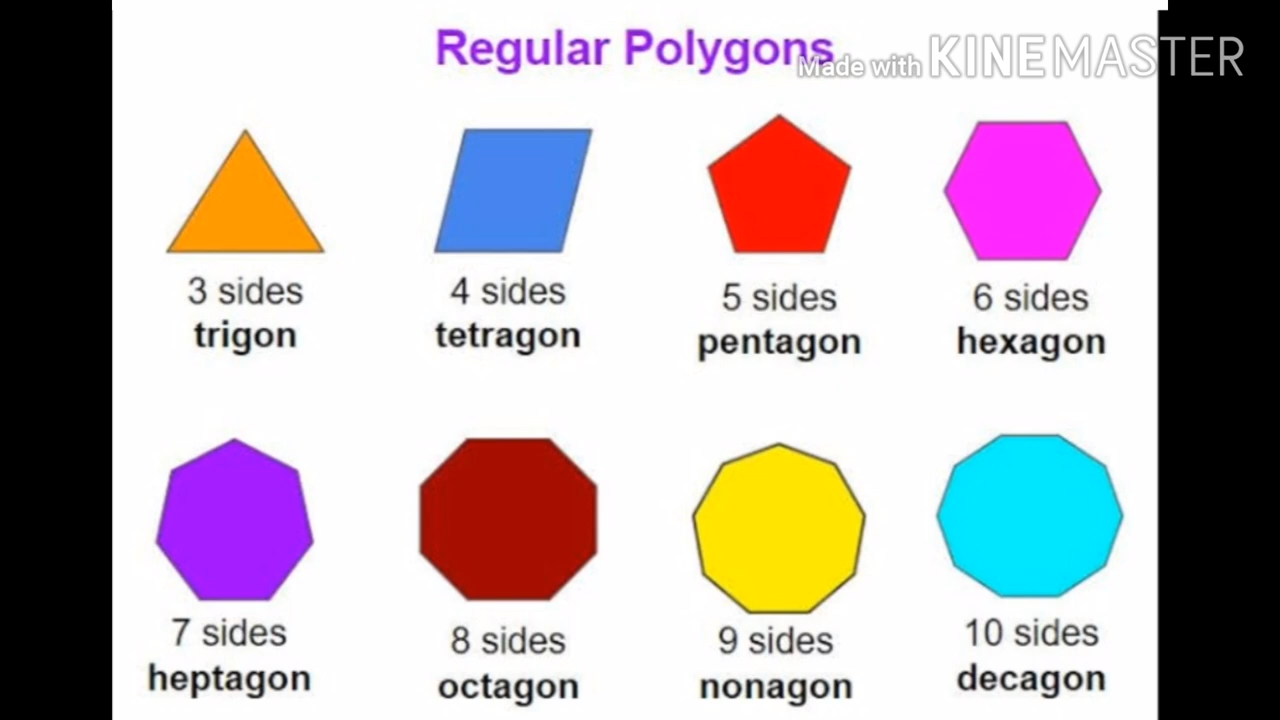 Regular Polygons
Made with KINEMASTER
3 sides
trigon
4 sides
tetragon
5 sides
pentagon
6 sides
hexagon
7 sides
heptagon
8 sides
octagon
9 sides
nonagon
10 sides
decagon